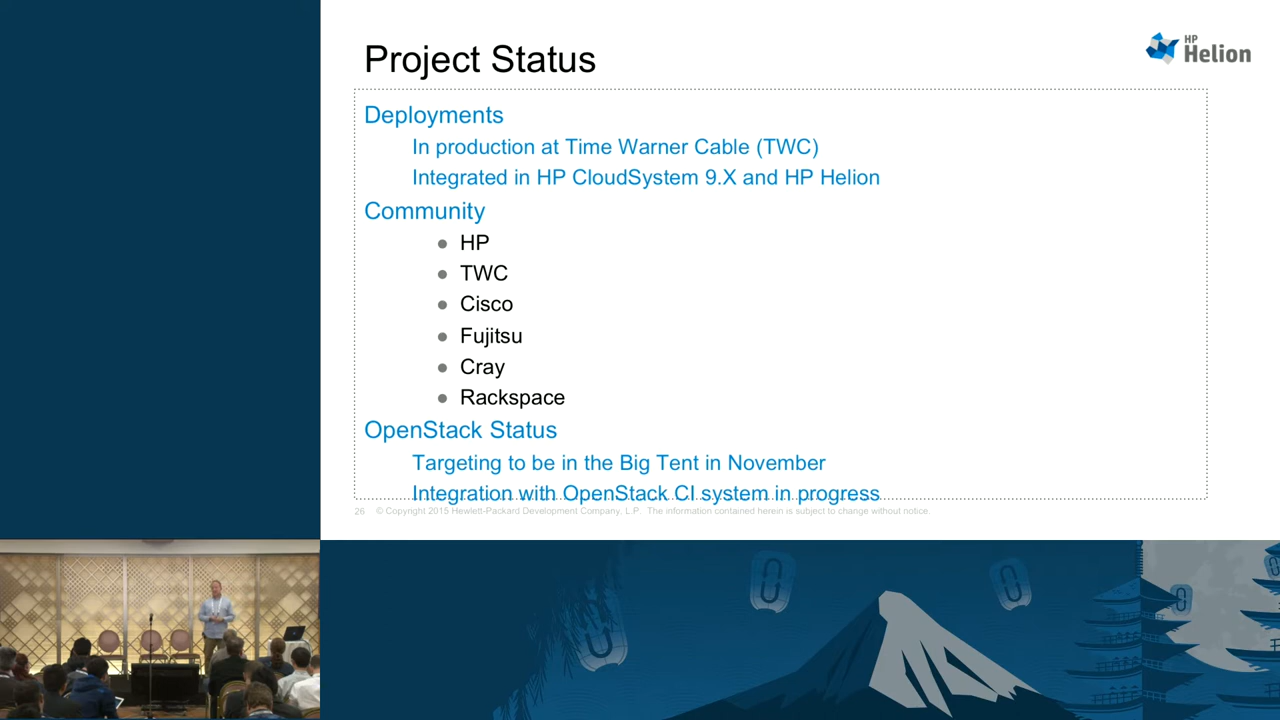 Project Status
HP
Helion
Deployments
In production at Time Warner Cable (TWC)
Integrated in HP CloudSystem 9.X and HP Helion
Community
● HP
● TWC
● Cisco
● Fujitsu
● Cray
● Rackspace
OpenStack Status
Targeting to be in the Big Tent in November
Integration with OpenStack CI system in progress
26 © Copyright 2015 Hewlett-Packard Development Company, L.P. The information contained herein is subject to change without notice.